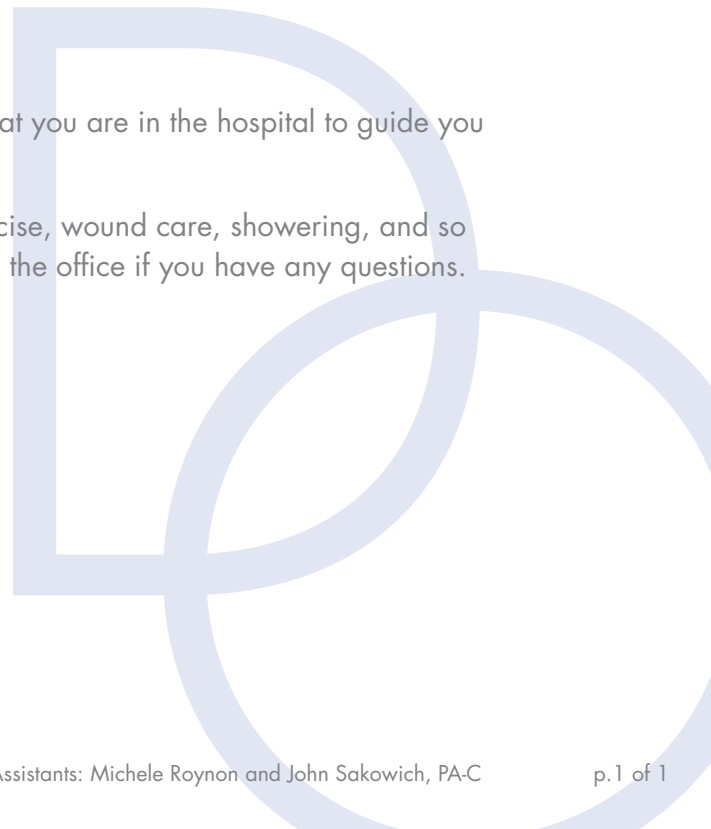 at you are in the hospital to guide you
cise, wound care, showering, and so
the office if you have any questions.
Assistants: Michele Roynon and John Sakowich, PA-C p.1 of 1